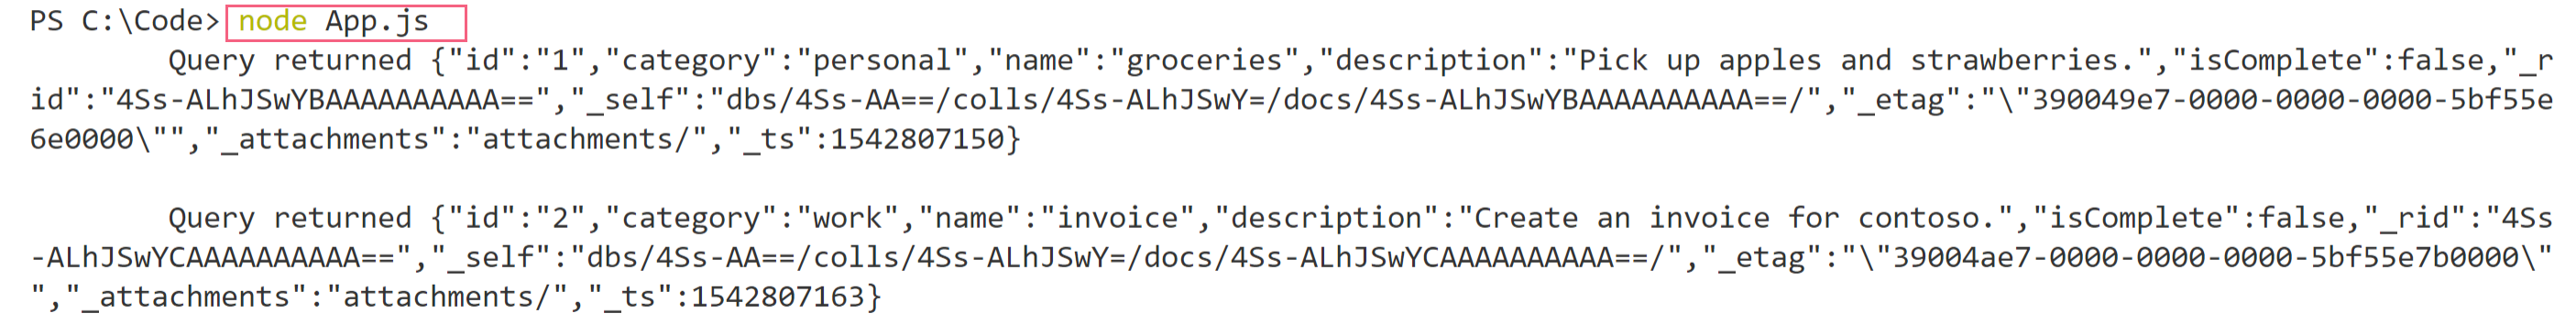 PS C:\Code> node App.js
Query returned {"id":"1","category":"personal","name":"groceries","description":"Pick up apples and strawberries.","isComplete":false,"_r
id":"4Ss-ALhJSwYBAAAAAAAAAA==","_self":"dbs/4Ss-AA==/colls/4Ss-ALhJSwY=/docs/4Ss-ALhJSwYBAAAAAAAAAA==/","_etag":"\"390049e7-0000-0000-0000-5bf55e
6e0000\"","_attachments":"attachments/","_ts":1542807150}
Query returned {"id":"2","category":"work","name":"invoice","description":"Create an invoice for contoso.","isComplete":false,"_rid":"4Ss
-ALhJSwYCAAAAAAAAAA==","_self":"dbs/4Ss-AA==/colls/4Ss-ALhJSwY=/docs/4Ss-ALhJSwYCAAAAAAAAAA==/","_etag":"\"39004ae7-0000-0000-0000-5bf55e7b0000\"
","_attachments":"attachments/","_ts":1542807163}